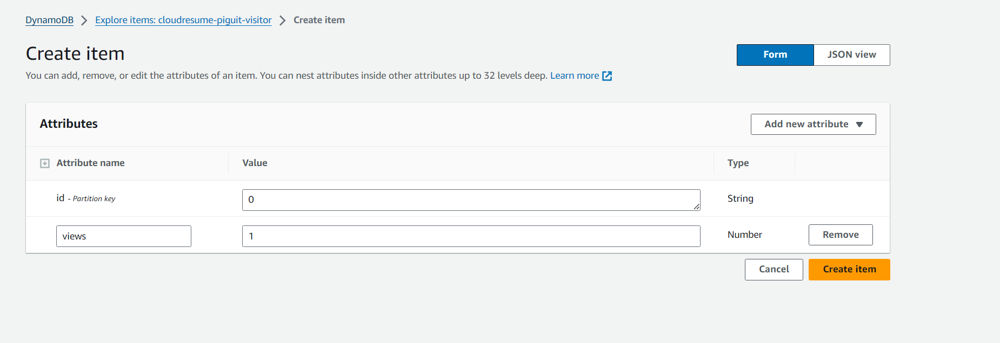 DynamoDB > Explore items: cloudresume-piguit-visitor > Create item
Create item
Form JSON view
You can add, remove, or edit the attributes of an item. You can nest attributes inside other attributes up to 32 levels deep. Learn more
Attributes
Add new attribute
Attribute name Value Type
id - Partition key 0 String
views 1 Number Remove
Cancel Create item